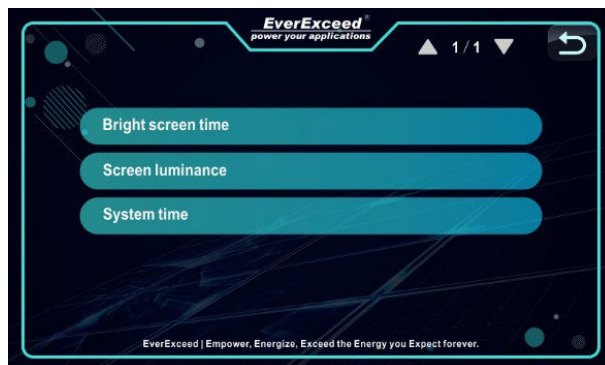 EverExceed®
power your applications
1/1
Bright screen time
Screen luminance
System time
EverExceed | Empower, Energize, Exceed the Energy you Expect forever.